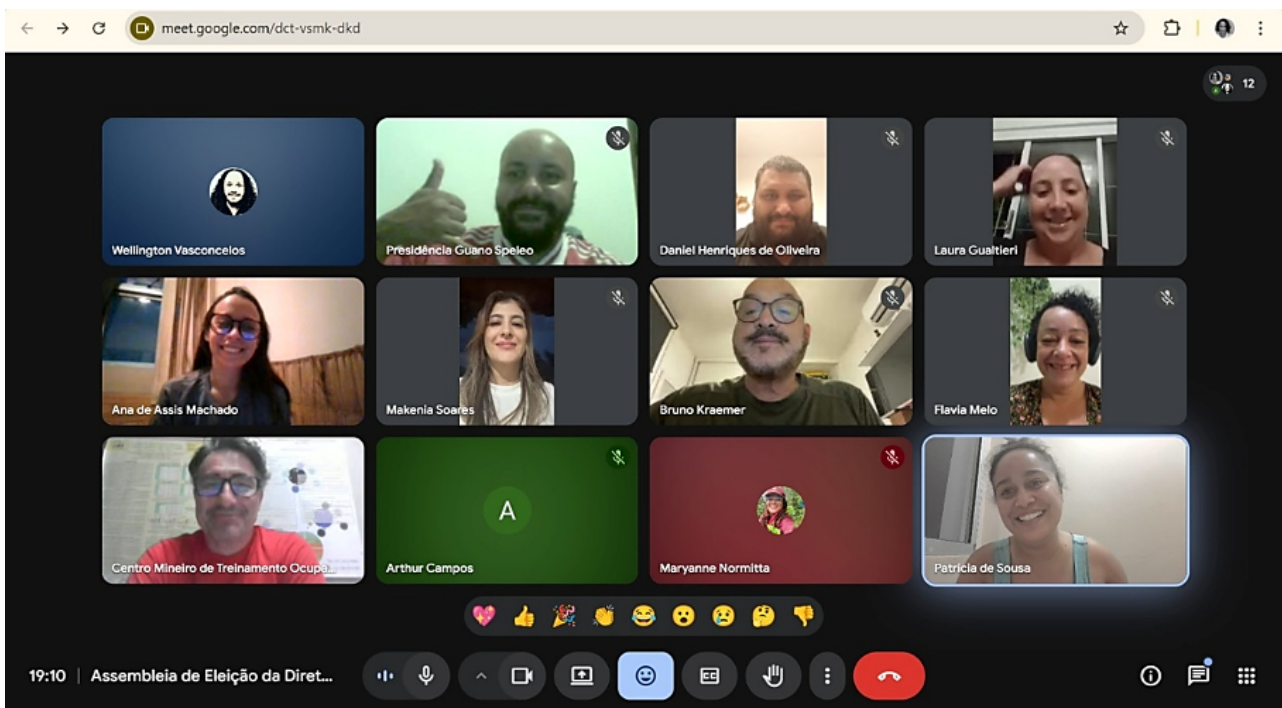 meet.google.com/dct-vsmk-dkd
12
Wellington Vasconcelos
Presidência Guano Speleo
Daniel Henriques de Oliveira
Laura Gualtieri
Ana de Assis Machado
Makenia Soares
Bruno Kraemer
Flavia Melo
Centro Mineiro de Treinamento Ocupa...
A
Arthur Campos
Maryanne Normitta
Patricia de Sousa
19:10 | Assembleia de Eleição da Diret...
CC